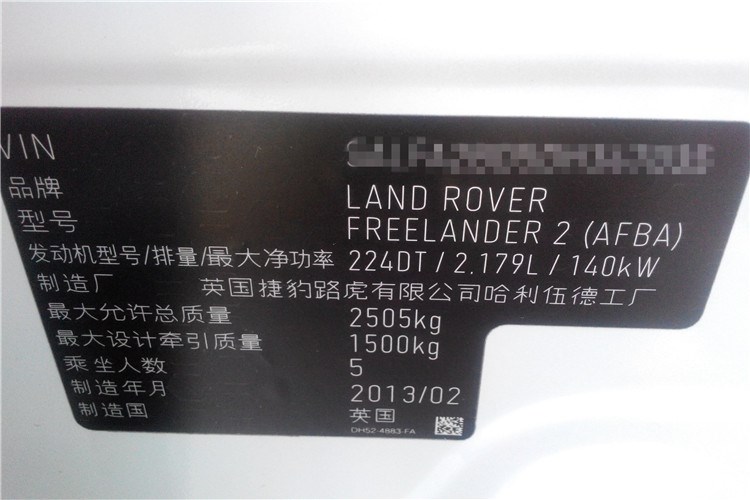 VIN
品牌 LAND ROVER
型号 FREELANDER 2 (AFBA)
发动机型号/排量/最大净功率 224DT / 2.179L / 140kW
制造厂 英国捷豹路虎有限公司哈利伍德工厂
最大允许总质量 2505kg
最大设计牵引质量 1500kg
乘坐人数 5
制造年月 2013/02
制造国 英国
DH52-4883-FA